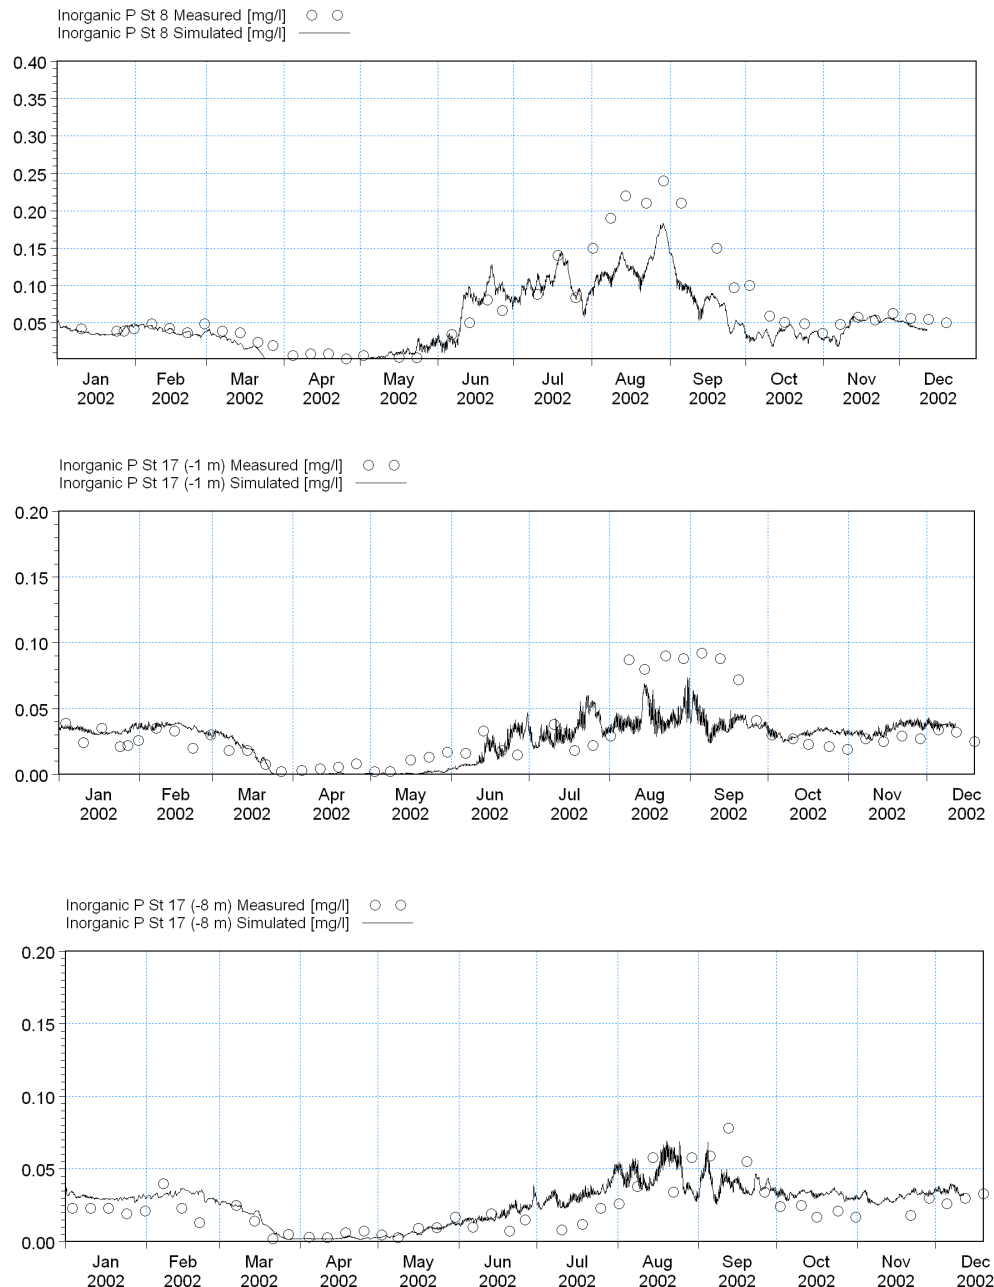 Inorganic P St 8 Measured [mg/l]
Inorganic P St 8 Simulated [mg/l]
0.40
0.35
0.30
0.25
0.20
0.15
0.10
0.05
Jan Feb Mar Apr May Jun Jul Aug Sep Oct Nov Dec
2002 2002 2002 2002 2002 2002 2002 2002 2002 2002 2002 2002
Inorganic P St 17 (-1 m) Measured [mg/l]
Inorganic P St 17 (-1 m) Simulated [mg/l]
0.20
0.15
0.10
0.05
0.00
Jan Feb Mar Apr May Jun Jul Aug Sep Oct Nov Dec
2002 2002 2002 2002 2002 2002 2002 2002 2002 2002 2002 2002
Inorganic P St 17 (-8 m) Measured [mg/l]
Inorganic P St 17 (-8 m) Simulated [mg/l]
0.20
0.15
0.10
0.05
0.00
Jan Feb Mar Apr May Jun Jul Aug Sep Oct Nov Dec
2002 2002 2002 2002 2002 2002 2002 2002 2002 2002 2002 2002